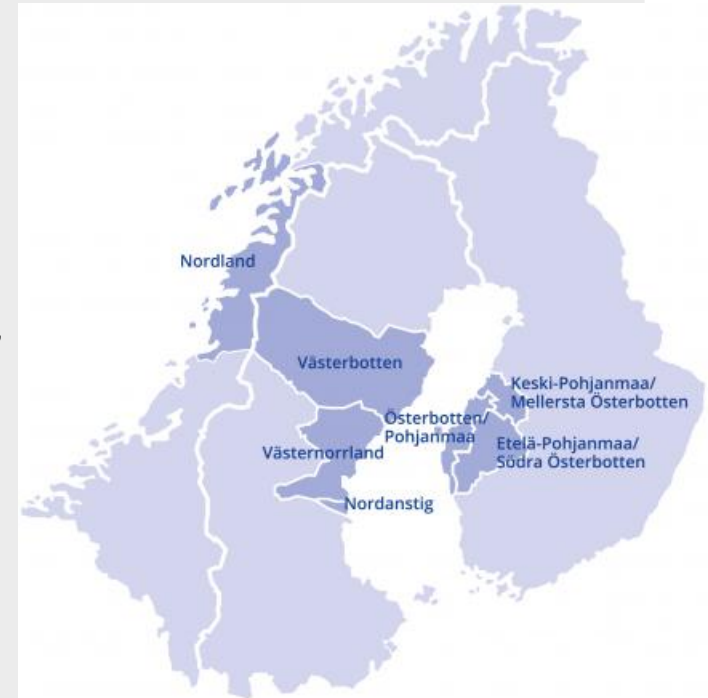 Nordland
Västerbotten
Keski-Pohjanmaa/
Mellersta Österbotten
Österbotten/
Pohjanmaa
Etelä-Pohjanmaa/
Södra Österbotten
Västernorrland
Nordanstig